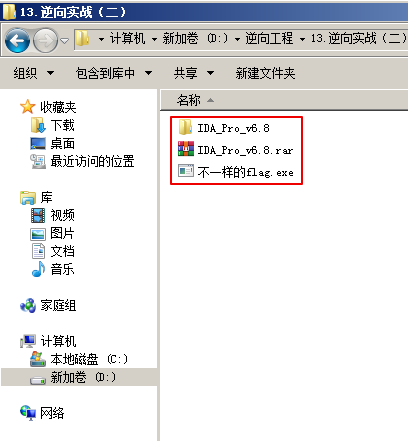 13.逆向实战（二）
计算机 新加卷 (D:) 逆向工程 13.逆向实战（二）
组织 包含到库中 共享 新建文件夹
名称
收藏夹
下载
桌面
最近访问的位置
库
视频
图片
文档
音乐
家庭组
计算机
本地磁盘 (C:)
新加卷 (D:)
网络
IDA_Pro_v6.8
IDA_Pro_v6.8.rar
不一样的flag.exe